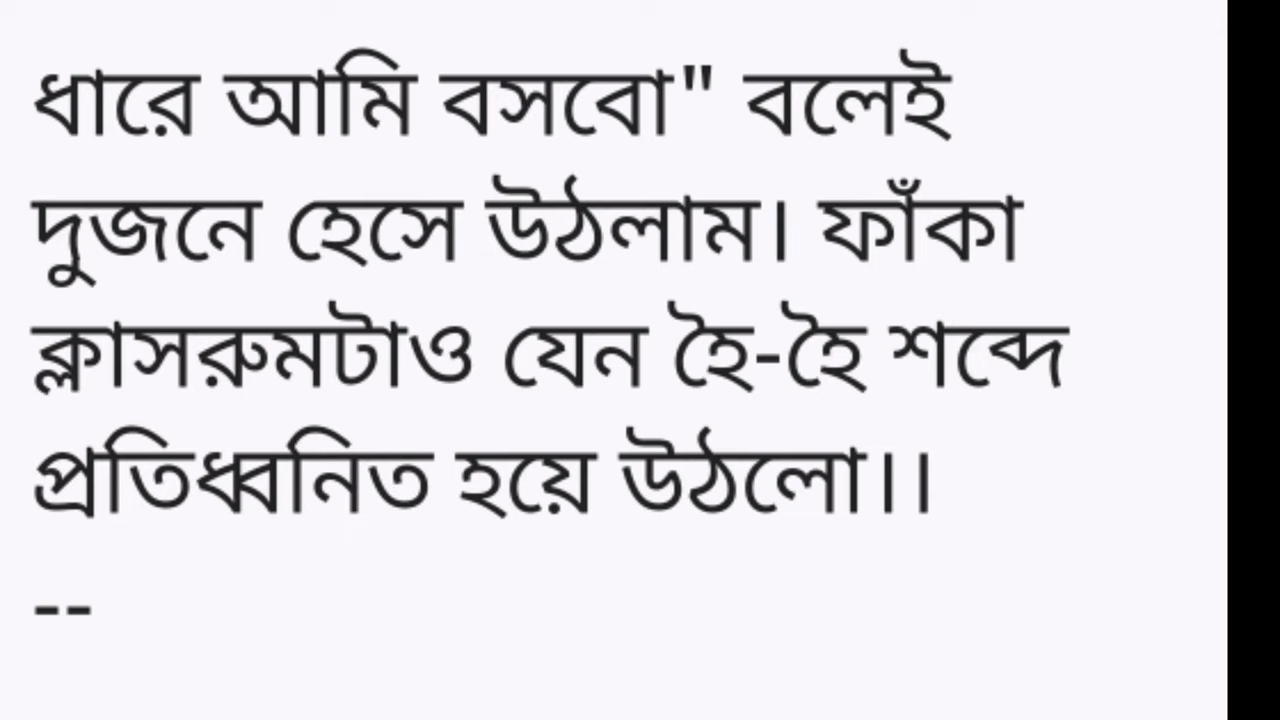 ধারে আমি বসবো" বলেই
দুজনে হেসে উঠলাম। ফাঁকা
ক্লাসরুমটাও যেন হৈ-হৈ শব্দে
প্রতিধ্বনিত হয়ে উঠলো।।
--